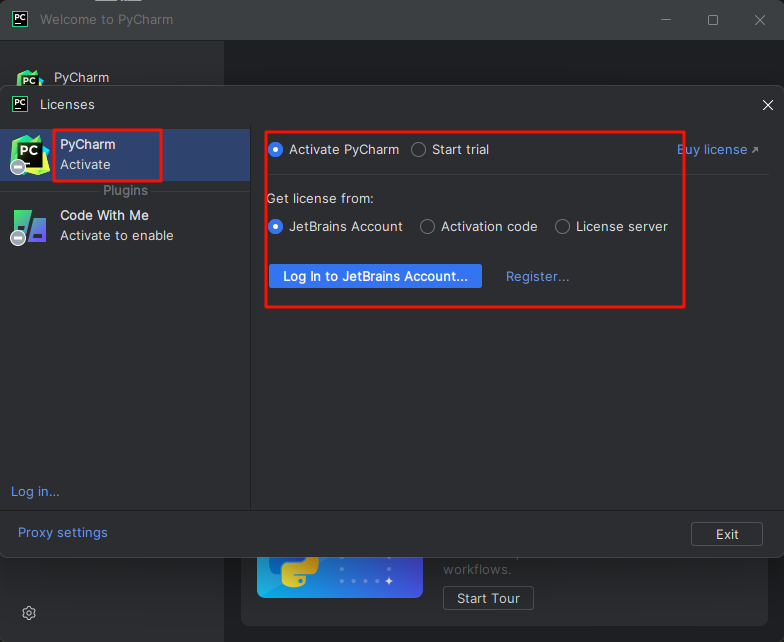 PC Welcome to PyCharm
PC PyCharm
PC Licenses
PC PyCharm
Activate
Plugins
Code With Me
Activate to enable
Activate PyCharm Start trial Buy license
Get license from:
JetBrains Account Activation code License server
Log In to JetBrains Account... Register...
Log in...
Proxy settings
Exit
workflows.
Start Tour